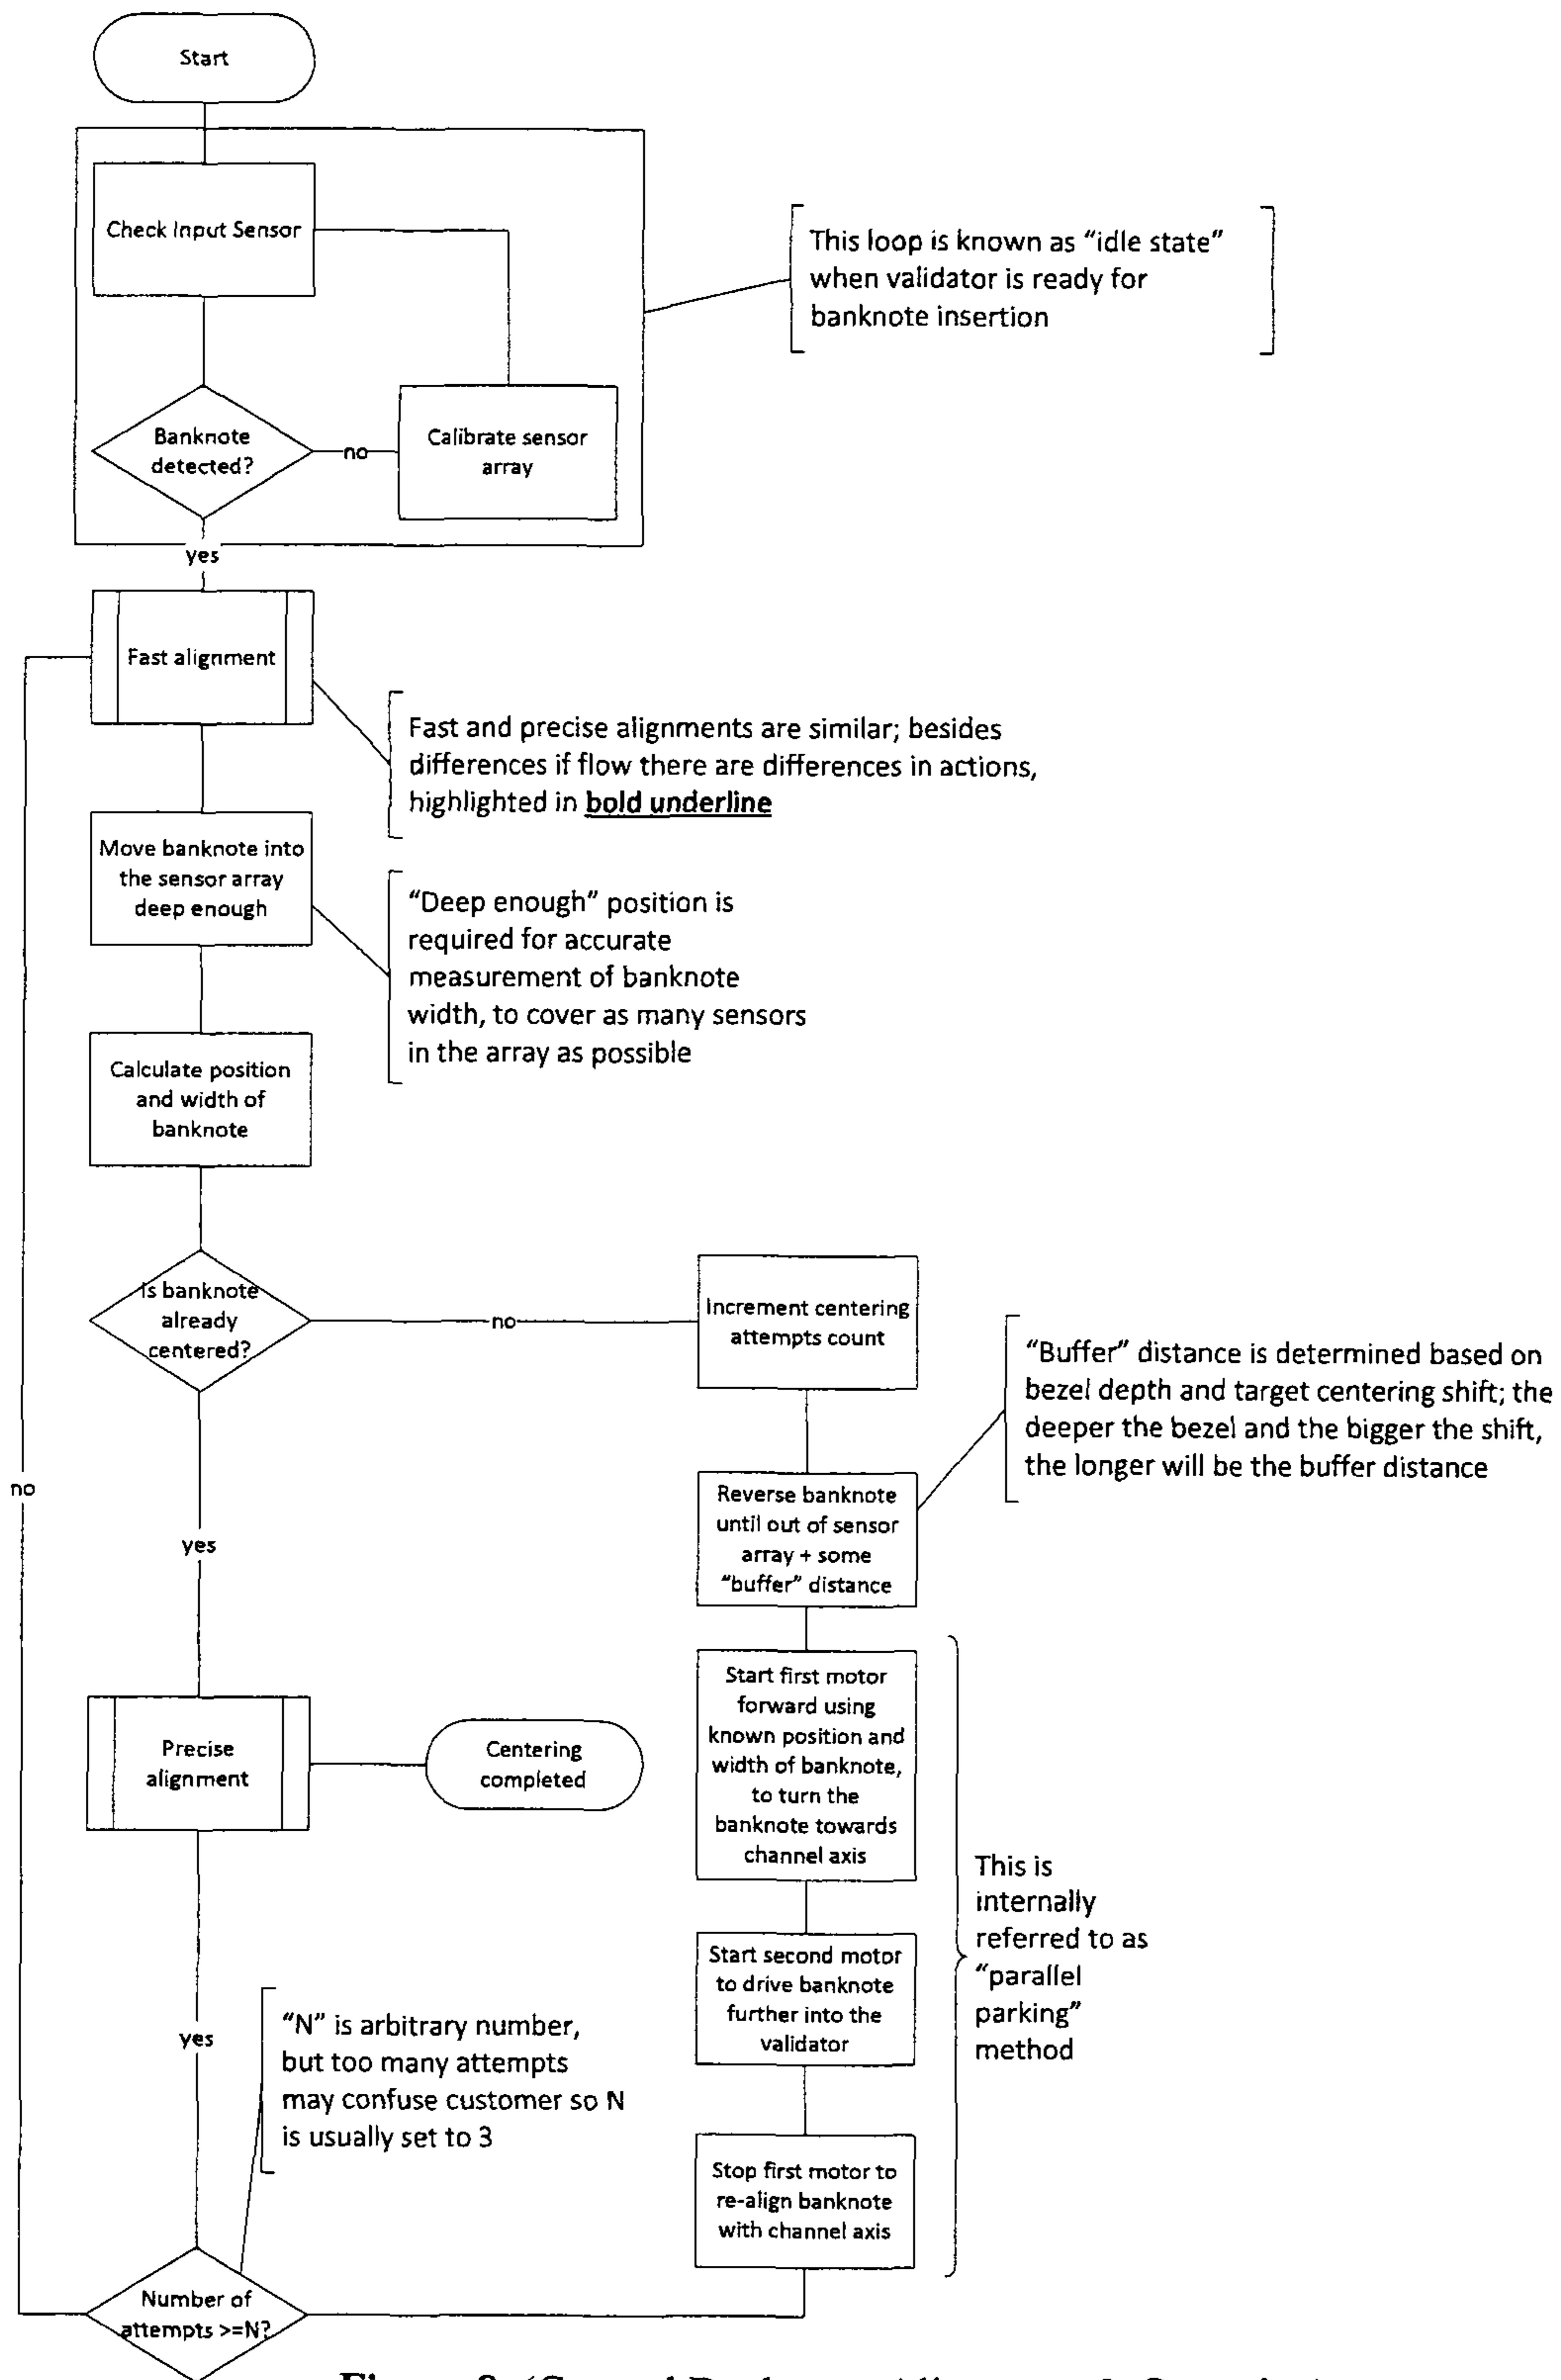 Start
Check Input Sensor
This loop is known as “idle state”
when validator is ready for
banknote insertion
Banknote
detected?
no
Calibrate sensor
array
yes
Fast alignment
Fast and precise alignments are similar; besides
differences if flow there are differences in actions,
highlighted in bold underline
Move banknote into
the sensor array
deep enough
“Deep enough” position is
required for accurate
measurement of banknote
width, to cover as many sensors
in the array as possible
Calculate position
and width of
banknote
Is banknote
already
centered?
no
Increment centering
attempts count
“Buffer” distance is determined based on
bezel depth and target centering shift; the
deeper the bezel and the bigger the shift,
the longer will be the buffer distance
no
Reverse banknote
until out of sensor
array + some
“buffer” distance
yes
Start first motor
forward using
known position and
width of banknote,
to turn the
banknote towards
channel axis
Precise
alignment
Centering
completed
This is
internally
referred to as
“parallel
parking”
method
Start second motor
to drive banknote
further into the
validator
yes
“N” is arbitrary number,
but too many attempts
may confuse customer so N
is usually set to 3
Stop first motor to
re-align banknote
with channel axis
Number of
attempts >=N?